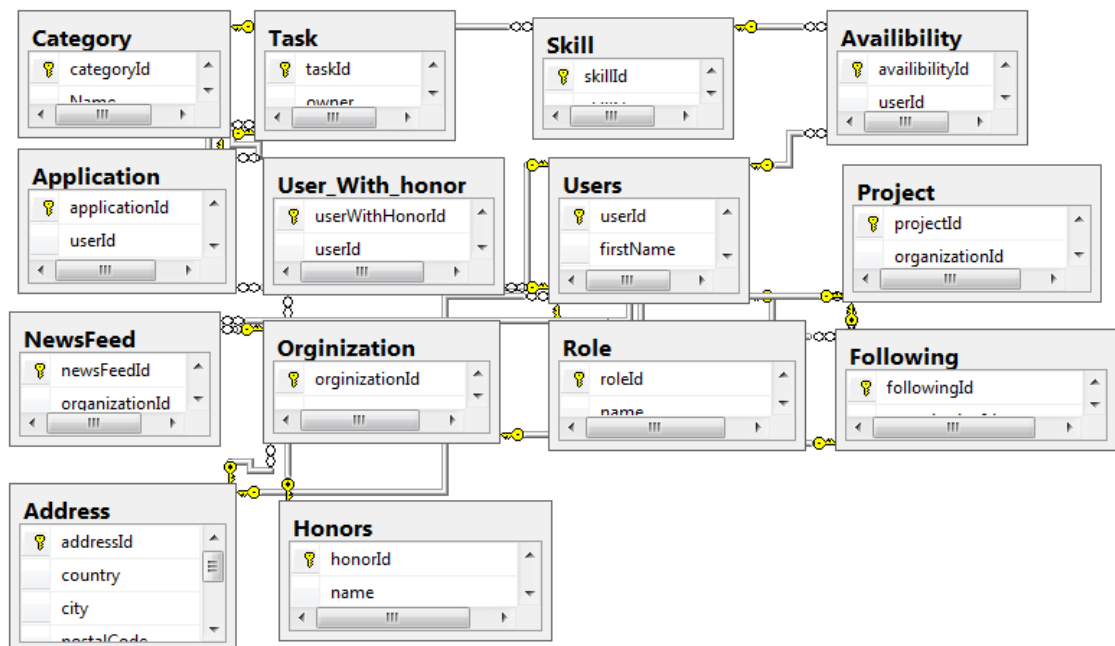 Category
categoryId
Name
Task
taskId
owner
Skill
skillId
Availibility
availibilityId
userId
Application
applicationId
userId
User_With_honor
userWithHonorId
userId
Users
userId
firstName
Project
projectId
organizationId
NewsFeed
newsFeedId
organizationId
Orginization
orginizationId
Role
roleId
name
Following
followingId
Address
addressId
country
city
postalCode
Honors
honorId
name